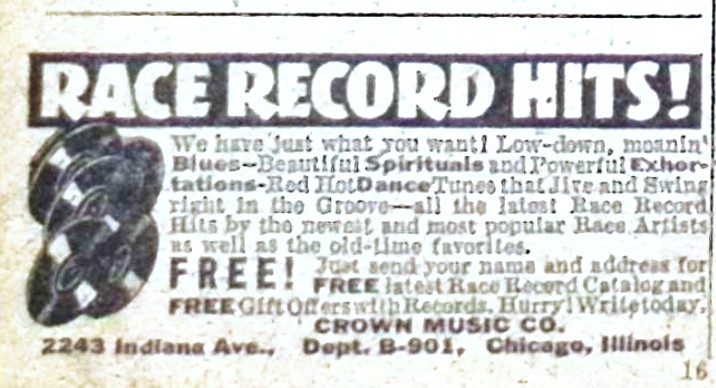 RACE RECORD HITS!
We have just what you want! Low-down, moanin'
Blues-Beautiful Spirituals and Powerful Exhor-
tations-Red Hot Dance Tunes that Jive and Swing
right in the Groove—all the latest Race Record
Hits by the newest and most popular Race Artists
as well as the old-time favorites.
FREE! Just send your name and address for
FREE latest Race Record Catalog and
FREE Gift Offers with Records. Hurry! Write today.
CROWN MUSIC CO.
2243 Indiana Ave., Dept. B-901, Chicago, Illinois
16